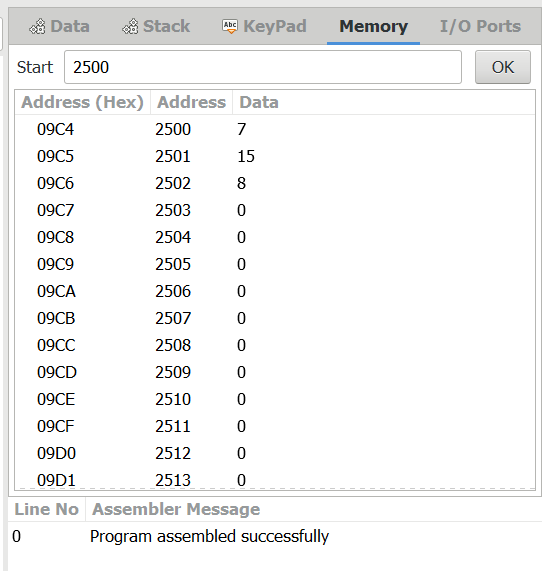 Data Stack Abc KeyPad Memory I/O Ports
Start 2500 OK
Address (Hex) Address Data
09C4 2500 7
09C5 2501 15
09C6 2502 8
09C7 2503 0
09C8 2504 0
09C9 2505 0
09CA 2506 0
09CB 2507 0
09CC 2508 0
09CD 2509 0
09CE 2510 0
09CF 2511 0
09D0 2512 0
09D1 2513 0
Line No Assembler Message
0 Program assembled successfully